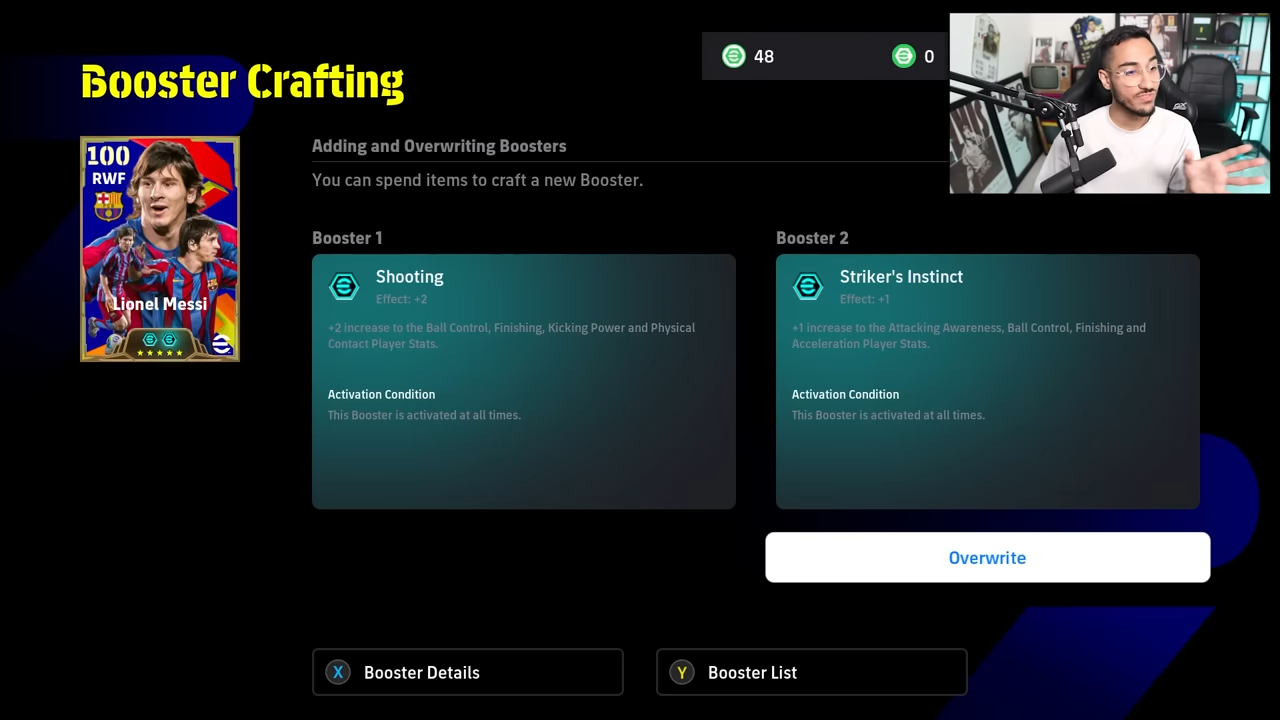 Booster Crafting
48
0
100
RWF
Lionel Messi
Adding and Overwriting Boosters
You can spend items to craft a new Booster.
Booster 1
Shooting
Effect: +2
+2 increase to the Ball Control, Finishing, Kicking Power and Physical
Contact Player Stats.
Activation Condition
This Booster is activated at all times.
Booster 2
Striker's Instinct
Effect: +1
+1 increase to the Attacking Awareness, Ball Control, Finishing and
Acceleration Player Stats.
Activation Condition
This Booster is activated at all times.
Overwrite
X Booster Details
Y Booster List